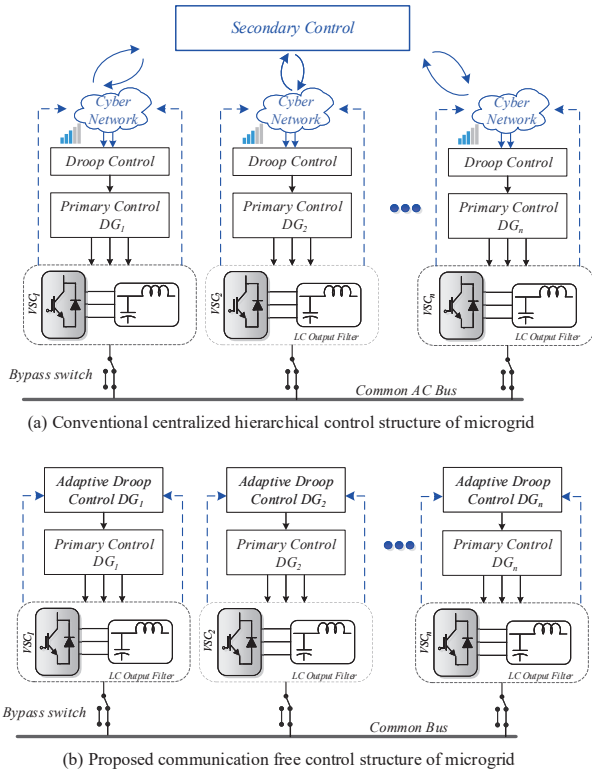 Secondary Control
Cyber
Network
Cyber
Network
Cyber
Network
Droop Control
Droop Control
Droop Control
Primary Control
DG1
Primary Control
DG2
Primary Control
DGn
VSC1
VSC2
VSCn
LC Output Filter
LC Output Filter
Bypass switch
Common AC Bus
(a) Conventional centralized hierarchical control structure of microgrid
Adaptive Droop
Control DG1
Adaptive Droop
Control DG2
Adaptive Droop
Control DGn
Primary Control
DG1
Primary Control
DG2
Primary Control
DGn
VSC1
VSC2
VSCn
LC Output Filter
LC Output Filter
Bypass switch
Common Bus
(b) Proposed communication free control structure of microgrid